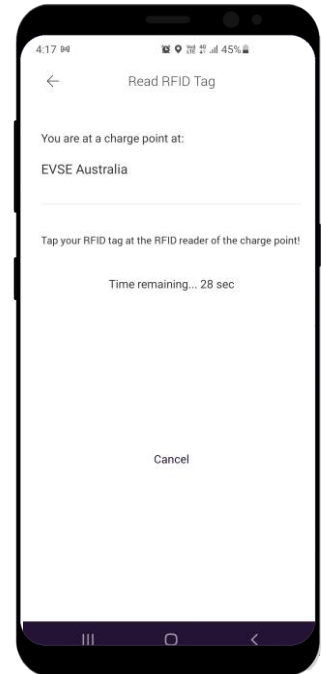 4:17
45%
Read RFID Tag
You are at a charge point at:
EVSE Australia
Tap your RFID tag at the RFID reader of the charge point!
Time remaining... 28 sec
Cancel